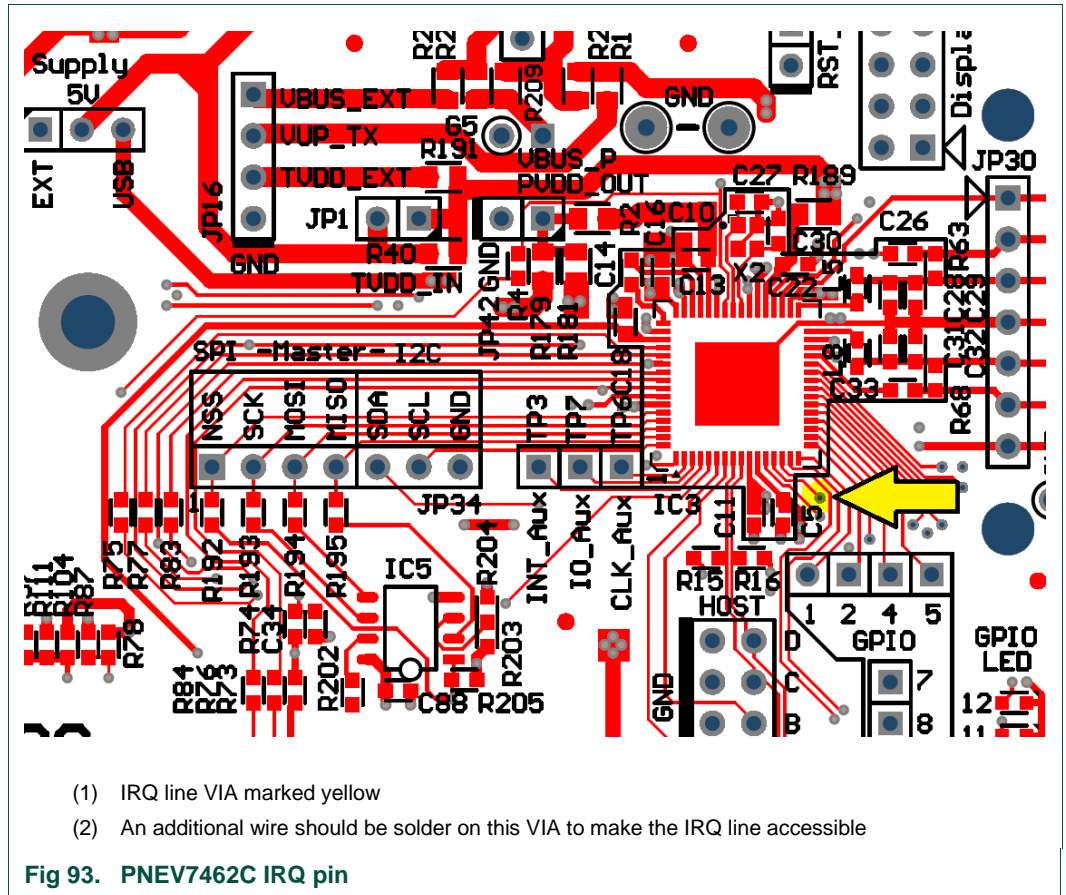 Supply
5V
EXT
USB
JP16
VBUS_EXT
VUP_TX
TVDD_EXT
GND
G5
R191
R209
VBUS_P
PVDD_OUT
GND
RST_
Displa
JP30
JP1
R40
TVDD_IN
JP42
GND
R4
R179
R181
C14
C16
C10
C13
C27
R189
X2
C30
C22
C26
R63
C28
C29
C31
C32
C33
R68
C18
SPI -Master- I2C
NSS
SCK
MOSI
MISO
SDA
SCL
GND
TP3
TP7
TP6
1
JP34
INT_Aux
IO_Aux
CLK_Aux
IC3
C11
C5
R75
R77
R83
R192
R193
R194
R195
IC5
R204
R203
R15
R16
HOST
GND
D
C
B
1
2
4
5
GPIO
7
8
GPIO
LED
12
11
R104
R87
R78
R74
C34
R84
R76
R73
R202
C88
R205
(1) IRQ line VIA marked yellow
(2) An additional wire should be solder on this VIA to make the IRQ line accessible
Fig 93. PNEV7462C IRQ pin